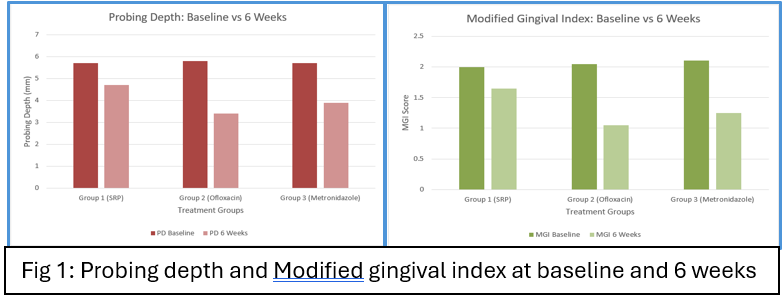 Probing Depth: Baseline vs 6 Weeks
7
6
5
4
3
2
1
0
Probing Depth (mm)
Group 1 (SRP) Group 2 (Ofloxacin) Group 3 (Metronidazole)
Treatment Groups
PD Baseline PD 6 Weeks
Modified Gingival Index: Baseline vs 6 Weeks
2.5
2
1.5
1
0.5
0
MGI Score
Group 1 (SRP) Group 2 (Ofloxacin) Group 3 (Metronidazole)
Treatment Groups
MGI Baseline MGI 6 Weeks
Fig 1: Probing depth and Modified gingival index at baseline and 6 weeks